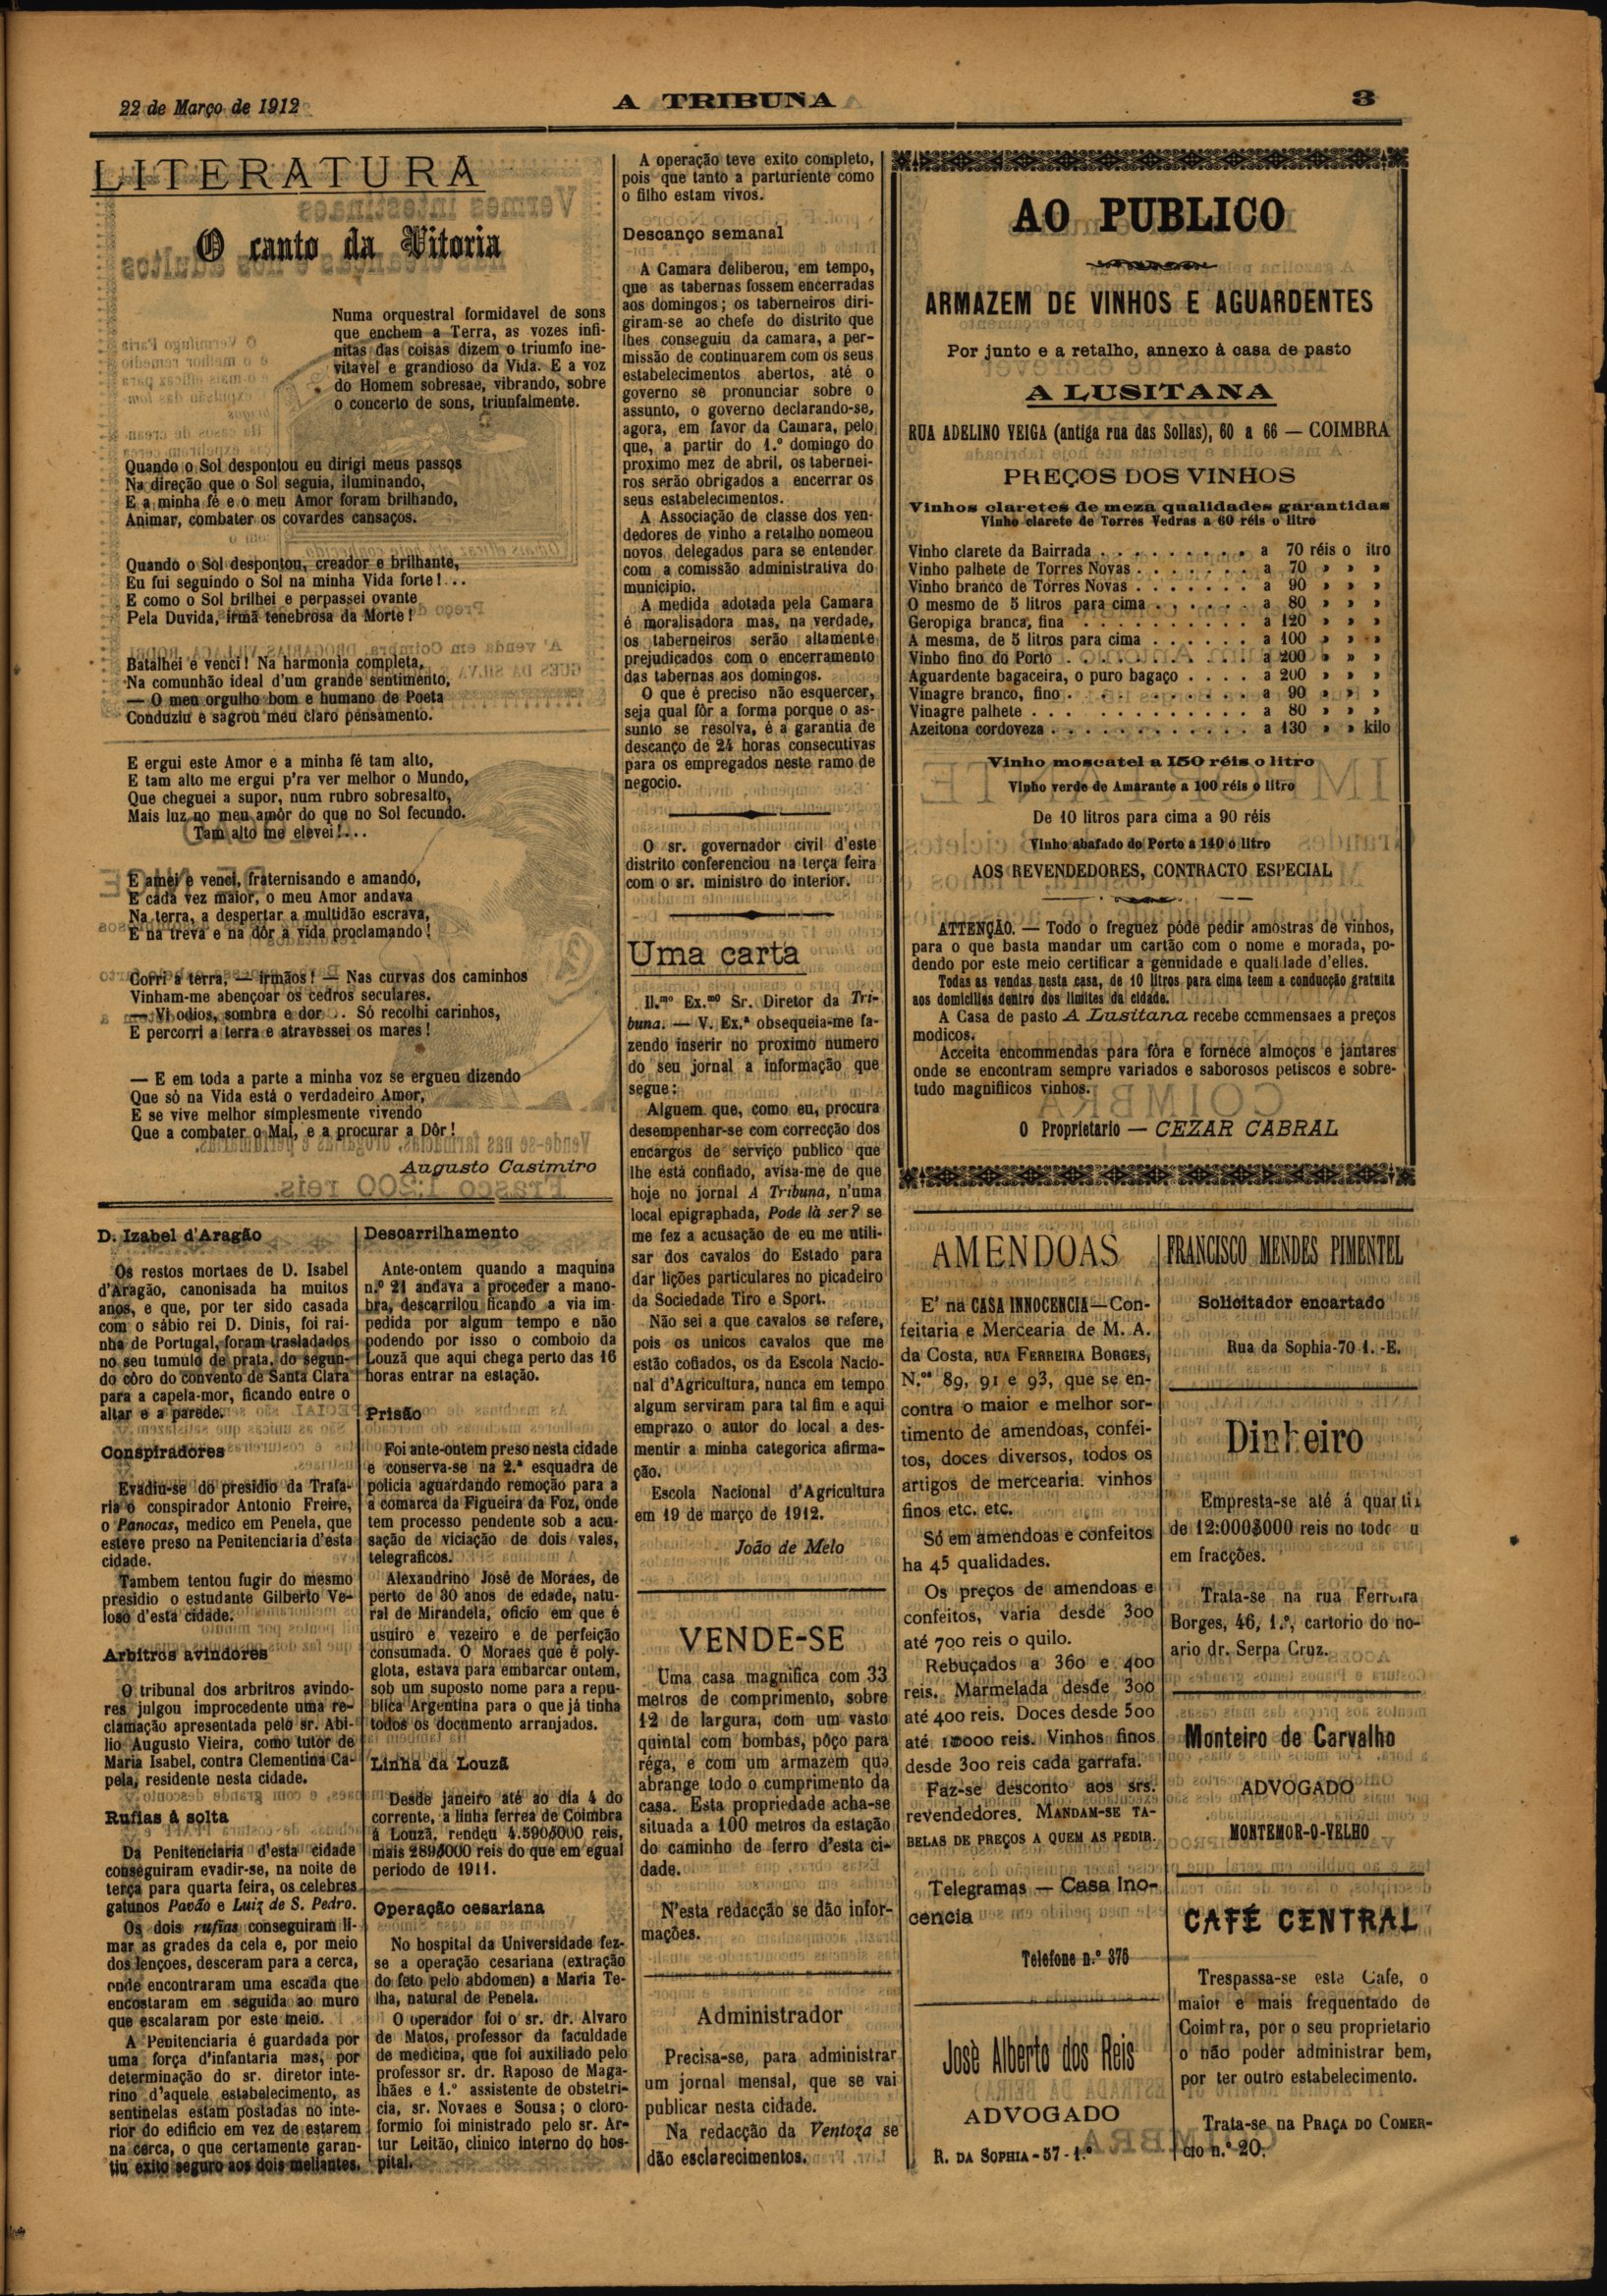 22 de Março de 1912
A TRIBUNA
3
LITERATURA
O canto da Vitoria
Numa orquestral formidavel de sons
que enchem a Terra, as vozes infi-
nitas das coisas dizem o triumfo ine-
vitavel e grandioso da Vida. E a voz
do Homem sobresae, vibrando, sobre
o concerto de sons, triunfalmente.
Quando o Sol despontou eu dirigi meus passos
Na direção que o Sol seguia, iluminando,
E a minha fé e o meu Amor foram brilhando,
Animar, combater os covardes cansaços.
Quando o Sol despontou, creador e brilhante,
Eu fui seguindo o Sol na minha Vida forte!...
E como o Sol brilhei e perpassei ovante
Pela Duvida, irmã tenebrosa da Morte!
Batalhei e venci! Na harmonia completa,
Na comunhão ideal d'um grande sentimento,
— O meu orgulho bom e humano de Poeta
Conduziu e sagrou meu claro pensamento.
E ergui este Amor e a minha fé tam alto,
E tam alto me ergui p'ra ver melhor o Mundo,
Que cheguei a supor, num rubro sobresalto,
Mais luz no meu amôr do que no Sol fecundo.
Tam alto me elevei!...
E amei e venci, fraternisando e amando,
E cada vez maior, o meu Amor andava
Na terra, a despertar a multidão escrava,
E na treva e na dôr a vida proclamando!
Corri a terra, — irmãos! — Nas curvas dos caminhos
Vinham-me abençoar os cedros seculares.
— Vi odios, sombra e dor... Só recolhi carinhos,
E percorri a terra e atravessei os mares!
— E em toda a parte a minha voz se ergueu dizendo
Que só na Vida está o verdadeiro Amor,
E se vive melhor simplesmente vivendo
Que a combater o Mal, e a procurar a Dôr!
Augusto Casimiro
D. Izabel d'Aragão
Os restos mortaes de D. Isabel
d'Aragão, canonisada ha muitos
anos, e que, por ter sido casada
com o sábio rei D. Dinis, foi rai-
nha de Portugal, foram trasladados
no seu tumulo de prata, do segun-
do côro do convento de Santa Clara
para a capela-mor, ficando entre o
altar e a parede.
Conspiradores
Evadiu-se do presidio da Trafa-
ria o conspirador Antonio Freire,
o Panocas, medico em Penela, que
esteve preso na Penitenciaria d'esta
cidade.
Tambem tentou fugir do mesmo
presidio o estudante Gilberto Ve-
loso d'esta cidade.
Arbitros avindores
O tribunal dos arbritros avindo-
res julgou improcedente uma re-
clamação apresentada pelo sr. Abi-
lio Augusto Vieira, como tutor de
Maria Isabel, contra Clementina Ca-
pela, residente nesta cidade.
Rufias á solta
Da Penitenciaria d'esta cidade
conseguiram evadir-se, na noite de
terça para quarta feira, os celebres
gatunos Pavão e Luiz de S. Pedro.
Os dois rufias conseguiram li-
mar as grades da cela e, por meio
dos lençoes, desceram para a cerca,
onde encontraram uma escada que
encostaram em seguida ao muro
que escalaram por este meio.
A Penitenciaria é guardada por
uma força d'infantaria mas, por
determinação do sr. diretor inte-
rino d'aquele estabelecimento, as
sentinelas estam postadas no inte-
rior do edificio em vez de estarem
na cerca, o que certamente garan-
tiu exito seguro aos dois meliantes.
Descarrilhamento
Ante-ontem quando a maquina
n.º 21 andava a proceder a mano-
bra, descarrilou ficando a via im-
pedida por algum tempo e não
podendo por isso o comboio da
Louzã que aqui chega perto das 16
horas entrar na estação.
Prisão
Foi ante-ontem preso nesta cidade
e conserva-se na 2.ª esquadra de
policia aguardando remoção para a
a comarca da Figueira da Foz, onde
tem processo pendente sob a acu-
sação de viciação de dois vales,
telegraficos.
Alexandrino José de Moraes, de
perto de 30 anos de edade, natu-
ral de Mirandela, oficio em que é
usuiro e vezeiro e de perfeição
consumada. O Moraes que é poly-
glota, estava para embarcar ontem,
sob um suposto nome para a repu-
blica Argentina para o que já tinha
todos os documento arranjados.
Linha da Louzã
Desde janeiro até ao dia 4 do
corrente, a linha ferrea de Coimbra
á Louzã, rendeu 4.590$000 reis,
mais 289$000 reis do que em egual
periodo de 1911.
Operação cesariana
No hospital da Universidade fez-
se a operação cesariana (extração
do feto pelo abdomen) a Maria Te-
lha, natural de Penela.
O operador foi o sr. dr. Alvaro
de Matos, professor da faculdade
de medicina, que foi auxiliado pelo
professor sr. dr. Raposo de Maga-
lhães e 1.º assistente de obstetri-
cia, sr. Novaes e Sousa; o cloro-
formio foi ministrado pelo sr. Ar-
tur Leitão, clinico interno do hos-
pital.
A operação teve exito completo,
pois que tanto a parturiente como
o filho estam vivos.
Descanço semanal
A Camara deliberou, em tempo,
que as tabernas fossem encerradas
aos domingos; os taberneiros diri-
giram-se ao chefe do distrito que
lhes conseguiu da camara, a per-
missão de continuarem com os seus
estabelecimentos abertos, até o
governo se pronunciar sobre o
assunto, o governo declarando-se,
agora, em favor da Camara, pelo
que, a partir do 1.º domingo do
proximo mez de abril, os tabernei-
ros serão obrigados a encerrar os
seus estabelecimentos.
A Associação de classe dos ven-
dedores de vinho a retalho nomeou
novos delegados para se entender
com a comissão administrativa do
municipio.
A medida adotada pela Camara
é moralisadora mas, na verdade,
os taberneiros serão altamente
prejudicados com o encerramento
das tabernas aos domingos.
O que é preciso não esquercer,
seja qual fôr a forma porque o as-
sunto se resolva, é a garantia de
descanço de 24 horas consecutivas
para os empregados neste ramo de
negocio.
O sr. governador civil d'este
distrito conferenciou na terça feira
com o sr. ministro do interior.
Uma carta
Il.mo Ex.mo Sr. Diretor da Tri-
buna. — V. Ex.ª obsequeia-me fa-
zendo inserir no proximo numero
do seu jornal a informação que
segue:
Alguem que, como eu, procura
desempenhar-se com correcção dos
encargos de serviço publico que
lhe está confiado, avisa-me de que
hoje no jornal A Tribuna, n'uma
local epigraphada, Pode lá ser? se
me fez a acusação de eu me utili-
sar dos cavalos do Estado para
dar lições particulares no picadeiro
da Sociedade Tiro e Sport.
Não sei a que cavalos se refere,
pois os unicos cavalos que me
estão cofiados, os da Escola Nacio-
nal d'Agricultura, nunca em tempo
algum serviram para tal fim e aqui
emprazo o autor do local a des-
mentir a minha categorica afirma-
ção.
Escola Nacional d'Agricultura
em 19 de março de 1912.
João de Melo
VENDE-SE
Uma casa magnifica com 33
metros de comprimento, sobre
12 de largura, com um vasto
quintal com bombas, pôço para
réga, e com um armazem que
abrange todo o cumprimento da
casa. Esta propriedade acha-se
situada a 100 metros da estação
do caminho de ferro d'esta ci-
dade.
N'esta redacção se dão infor-
mações.
Administrador
Precisa-se, para administrar
um jornal mensal, que se vai
publicar nesta cidade.
Na redacção da Ventoza se
dão esclarecimentos.
AO PUBLICO
ARMAZEM DE VINHOS E AGUARDENTES
Por junto e a retalho, annexo á casa de pasto
A LUSITANA
RUA ADELINO VEIGA (antiga rua das Sollas), 60 a 66 — COIMBRA
PREÇOS DOS VINHOS
Vinhos claretes de meza qualidades garantidas
Vinho clarete de Torres Vedras a 60 réis o litro
Vinho clarete da Bairrada . . . . . . . . . a 70 réis o itro
Vinho palhete de Torres Novas . . . . . . . a 70 » » »
Vinho branco de Torres Novas . . . . . . . a 90 » » »
O mesmo de 5 litros para cima . . . . . . a 80 » » »
Geropiga branca, fina . . . . . . . . . . a 120 » » »
A mesma, de 5 litros para cima . . . . . . a 100 » » »
Vinho fino do Porto . . . . . . . . . . . a 200 » » »
Aguardente bagaceira, o puro bagaço . . . . a 200 » » »
Vinagre branco, fino . . . . . . . . . . a 90 » » »
Vinagre palhete . . . . . . . . . . . a 80 » » »
Azeitona cordoveza . . . . . . . . . . . . a 130 » » kilo
Vinho moscatel a 150 réis o litro
Vinho verde de Amarante a 100 réis o litro
De 10 litros para cima a 90 réis
Vinho abafado do Porto a 140 o litro
AOS REVENDEDORES, CONTRACTO ESPECIAL
ATTENÇÃO. — Todo o freguez póde pedir amostras de vinhos,
para o que basta mandar um cartão com o nome e morada, po-
dendo por este meio certificar a genuidade e qualidade d'elles.
Todas as vendas nesta casa, de 10 litros para cima teem a conducção gratuita
aos domicilies dentro dos limites da cidade.
A Casa de pasto A Lusitana recebe commensaes a preços
modicos.
Acceita encommendas para fóra e fornece almoços e jantares
onde se encontram sempre variados e saborosos petiscos e sobre-
tudo magnificos vinhos.
O Proprietario — CEZAR CABRAL
AMENDOAS
E' na CASA INNOCENCIA—Con-
feitaria e Mercearia de M. A.
da Costa, RUA FERREIRA BORGES,
N.os 89, 91 e 93, que se en-
contra o maior e melhor sor-
timento de amendoas, confei-
tos, doces diversos, todos os
artigos de mercearia. vinhos
finos etc. etc.
Só em amendoas e confeitos
ha 45 qualidades.
Os preços de amendoas e
confeitos, varia desde 300
até 700 reis o quilo.
Rebuçados a 360 e 400
reis. Marmelada desde 300
até 400 reis. Doces desde 500
até 1$000 reis. Vinhos finos
desde 300 reis cada garrafa.
Faz-se desconto aos srs.
revendedores. MANDAM-SE TA-
BELAS DE PREÇOS A QUEM AS PEDIR.
Telegramas — Casa Ino-
cencia
Telefone n.º 376
José Alberto dos Reis
ADVOGADO
R. DA SOPHIA - 57 - 1.º
FRANCISCO MENDES PIMENTEL
Solicitador encartado
Rua da Sophia-70 1.-E.
Dinheiro
Empresta-se até á quantia
de 12:000$000 reis no todo u
em fracções.
Trata-se na rua Ferreira
Borges, 46, 1.º, cartorio do no-
ario dr. Serpa Cruz.
Monteiro de Carvalho
ADVOGADO
MONTEMOR-O-VELHO
CAFÉ CENTRAL
Trespassa-se este Cafe, o
maior e mais frequentado de
Coimbra, por o seu proprietario
o não poder administrar bem,
por ter outro estabelecimento.
Trata-se na PRAÇA DO COMER-
CIO n.º 20.